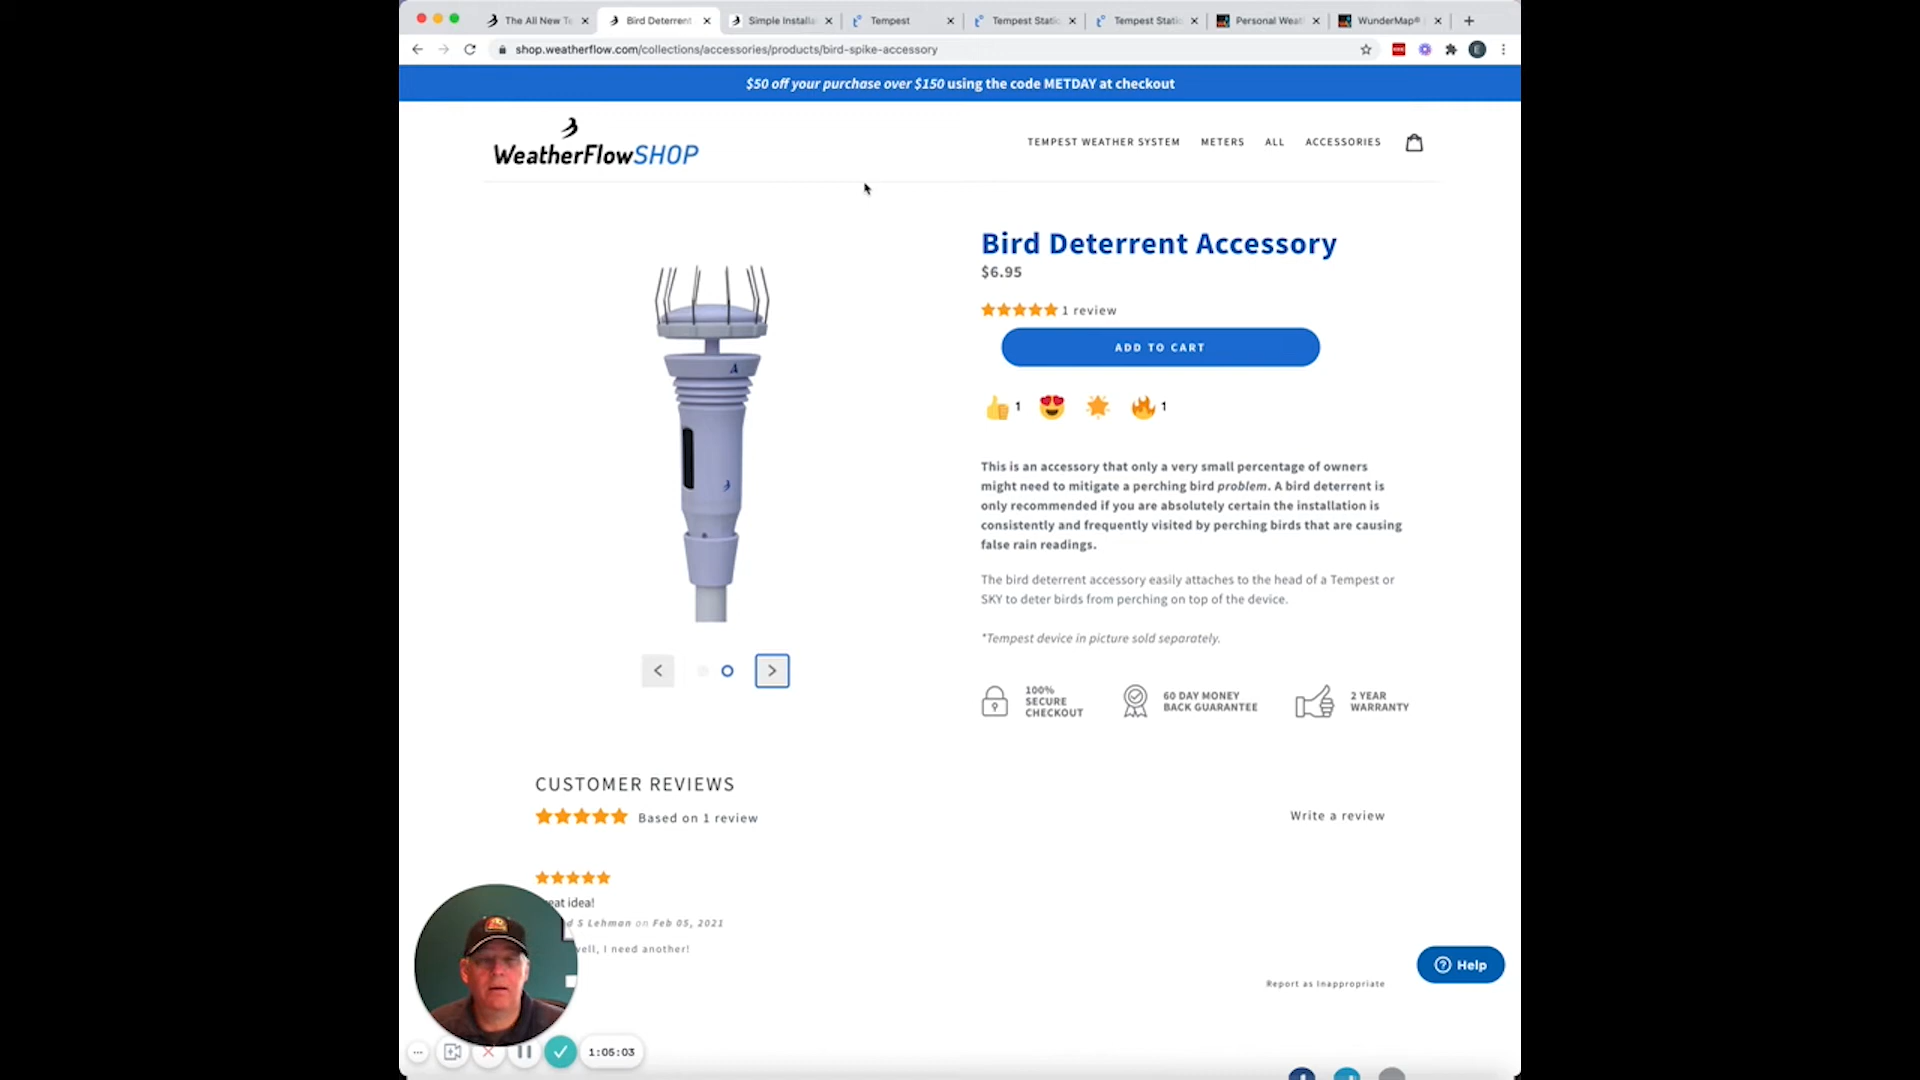 The All New Te
Bird Deterrent
Simple Installa
Tempest
Tempest Static
Tempest Static
Personal Weat
WunderMap®
shop.weatherflow.com/collections/accessories/products/bird-spike-accessory
$50 off your purchase over $150 using the code METDAY at checkout
WeatherFlowSHOP
TEMPEST WEATHER SYSTEM
METERS
ALL
ACCESSORIES
Bird Deterrent Accessory
$6.95
1 review
ADD TO CART
1
1
This is an accessory that only a very small percentage of owners
might need to mitigate a perching bird problem. A bird deterrent is
only recommended if you are absolutely certain the installation is
consistently and frequently visited by perching birds that are causing
false rain readings.
The bird deterrent accessory easily attaches to the head of a Tempest or
SKY to deter birds from perching on top of the device.
*Tempest device in picture sold separately.
100%
SECURE
CHECKOUT
60 DAY MONEY
BACK GUARANTEE
2 YEAR
WARRANTY
CUSTOMER REVIEWS
Based on 1 review
Write a review
eat idea!
d S Lehman on Feb 05, 2021
vell, I need another!
Report as Inappropriate
Help
1:05:03